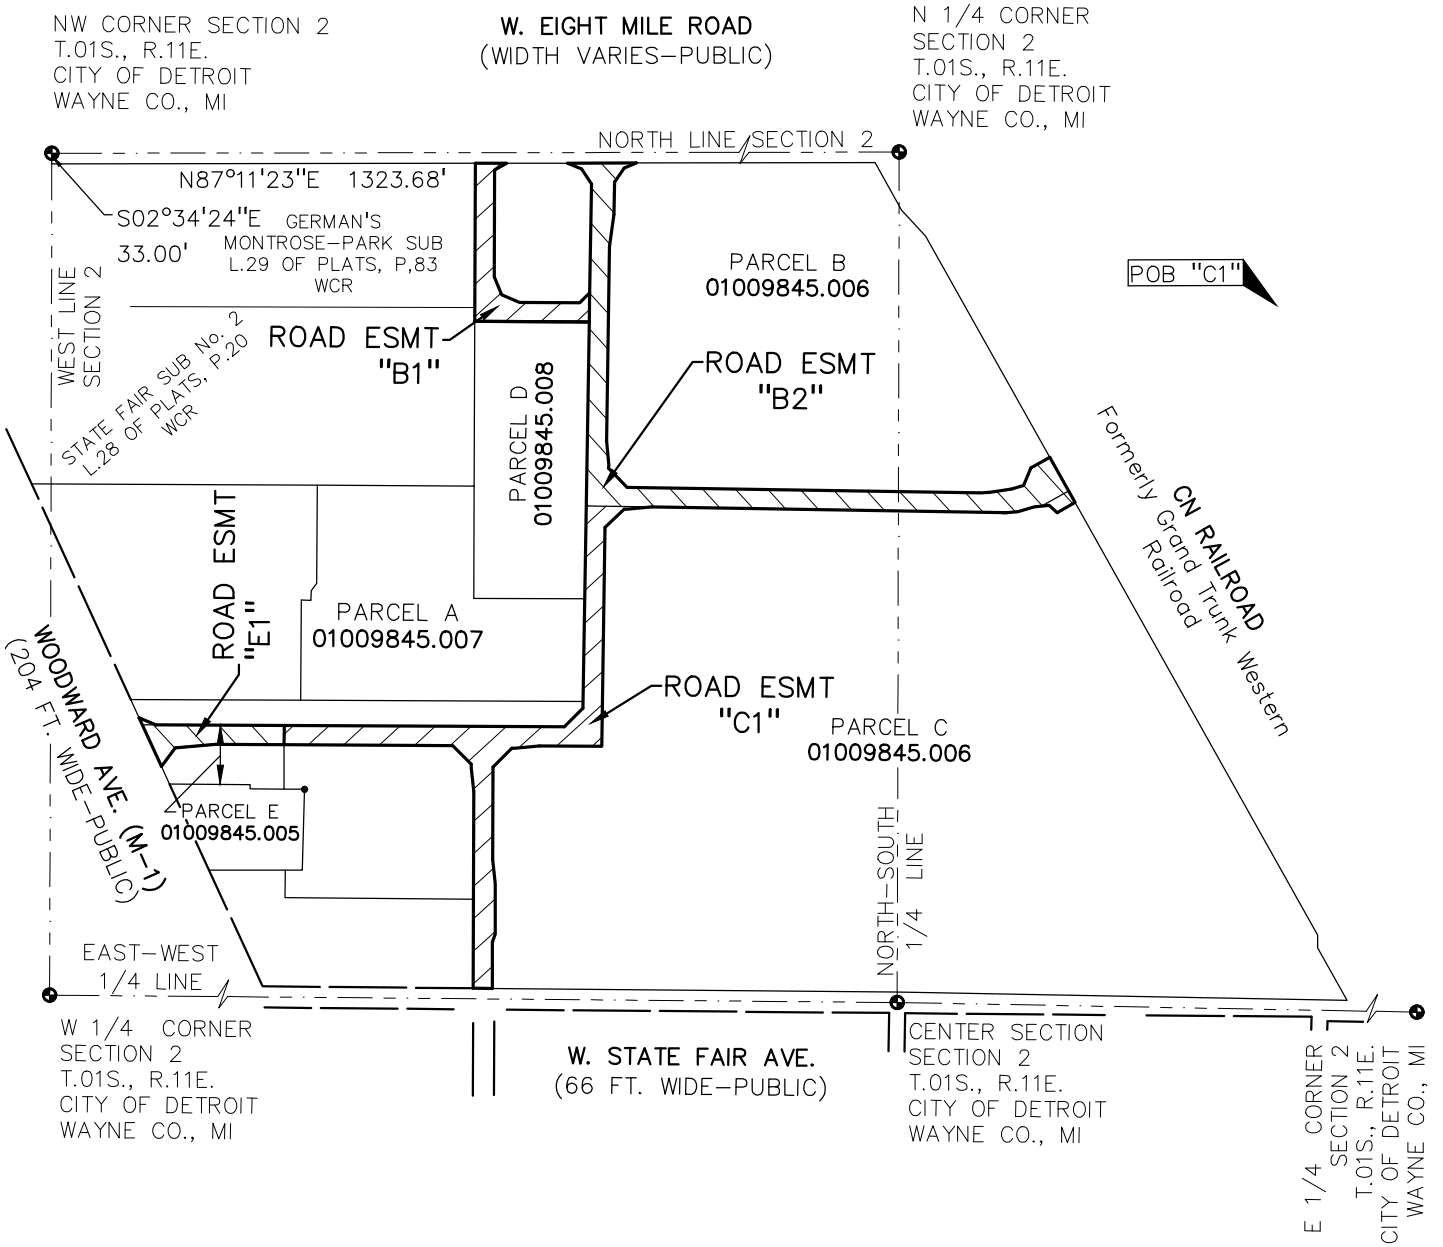 NW CORNER SECTION 2
T.01S., R.11E.
CITY OF DETROIT
WAYNE CO., MI
W. EIGHT MILE ROAD
(WIDTH VARIES-PUBLIC)
N 1/4 CORNER
SECTION 2
T.01S., R.11E.
CITY OF DETROIT
WAYNE CO., MI
NORTH LINE SECTION 2
N87°11'23"E 1323.68'
S02°34'24"E
33.00'
GERMAN'S
MONTROSE-PARK SUB
L.29 OF PLATS, P,83
WCR
WEST LINE
SECTION 2
STATE FAIR SUB No. 2
L.28 OF PLATS, P.20
WCR
ROAD ESMT
"B1"
PARCEL B
01009845.006
POB "C1"
ROAD ESMT
"B2"
PARCEL D
01009845.008
Formerly Grand Trunk Western
Railroad
CN RAILROAD
ROAD ESMT
"E1"
PARCEL A
01009845.007
WOODWARD AVE. (M-1)
(204 FT. WIDE-PUBLIC)
ROAD ESMT
"C1"
PARCEL C
01009845.006
PARCEL E
01009845.005
NORTH-SOUTH
1/4 LINE
EAST-WEST
1/4 LINE
W 1/4 CORNER
SECTION 2
T.01S., R.11E.
CITY OF DETROIT
WAYNE CO., MI
W. STATE FAIR AVE.
(66 FT. WIDE-PUBLIC)
CENTER SECTION
SECTION 2
T.01S., R.11E.
CITY OF DETROIT
WAYNE CO., MI
E 1/4 CORNER
SECTION 2
T.01S., R.11E.
CITY OF DETROIT
WAYNE CO., MI